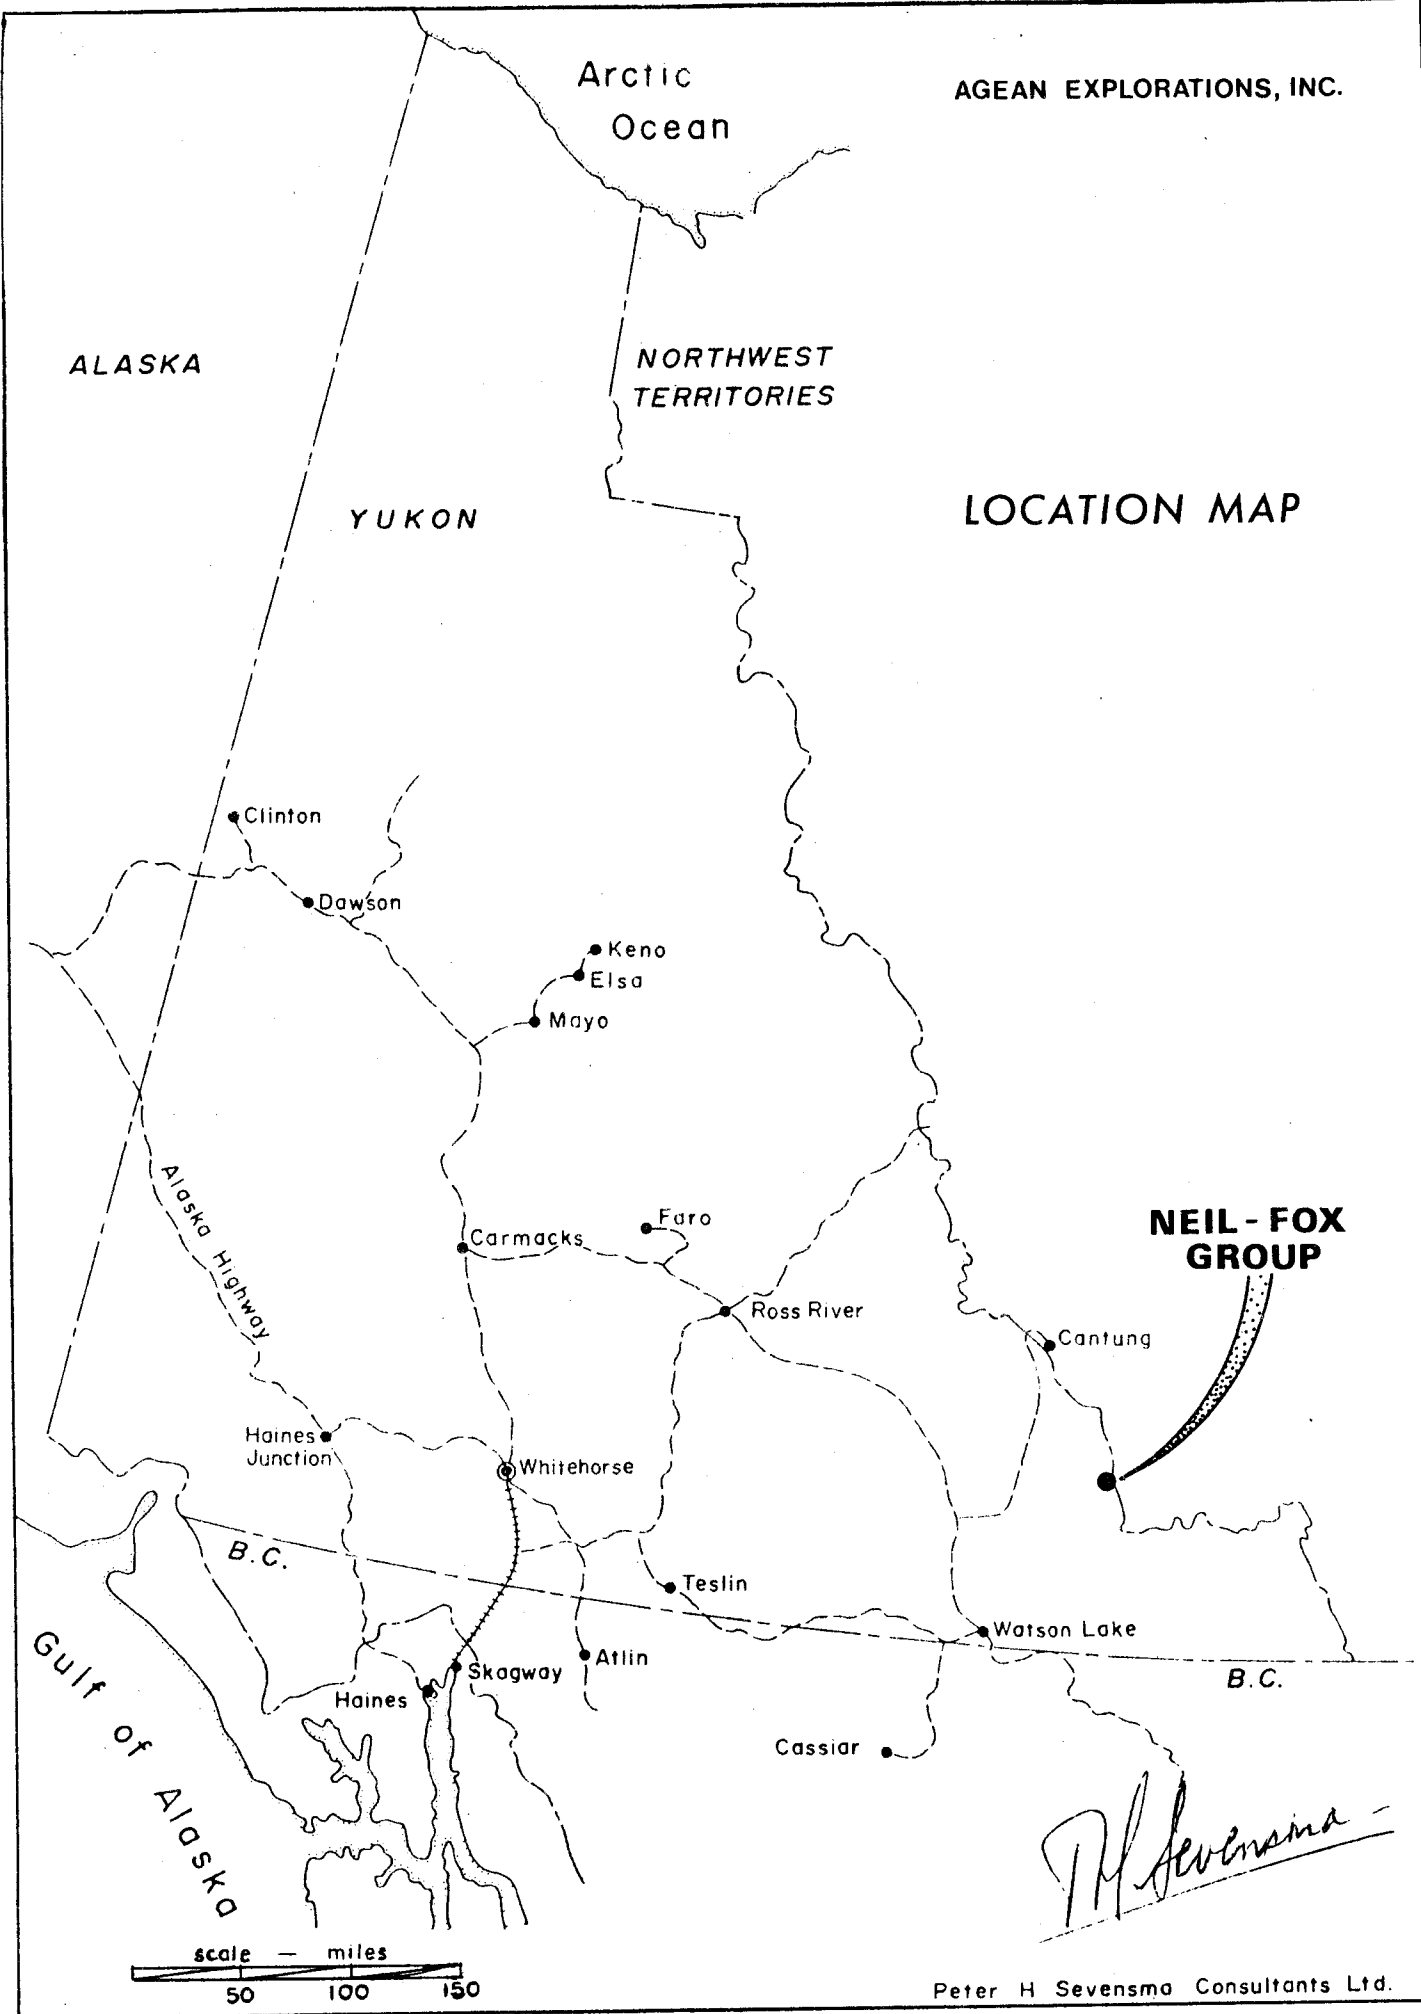 Arctic
Ocean
AGEAN EXPLORATIONS, INC.
ALASKA
NORTHWEST
TERRITORIES
YUKON
LOCATION MAP
Clinton
Dawson
Keno
Elsa
Mayo
Alaska Highway
Carmacks
Faro
Ross River
NEIL - FOX
GROUP
Cantung
Haines
Junction
Whitehorse
B.C.
Teslin
Watson Lake
Atlin
Skagway
Haines
B.C.
Cassiar
Gulf of Alaska
PH Sevensma
scale — miles
50 100 150
Peter H Sevensma Consultants Ltd.